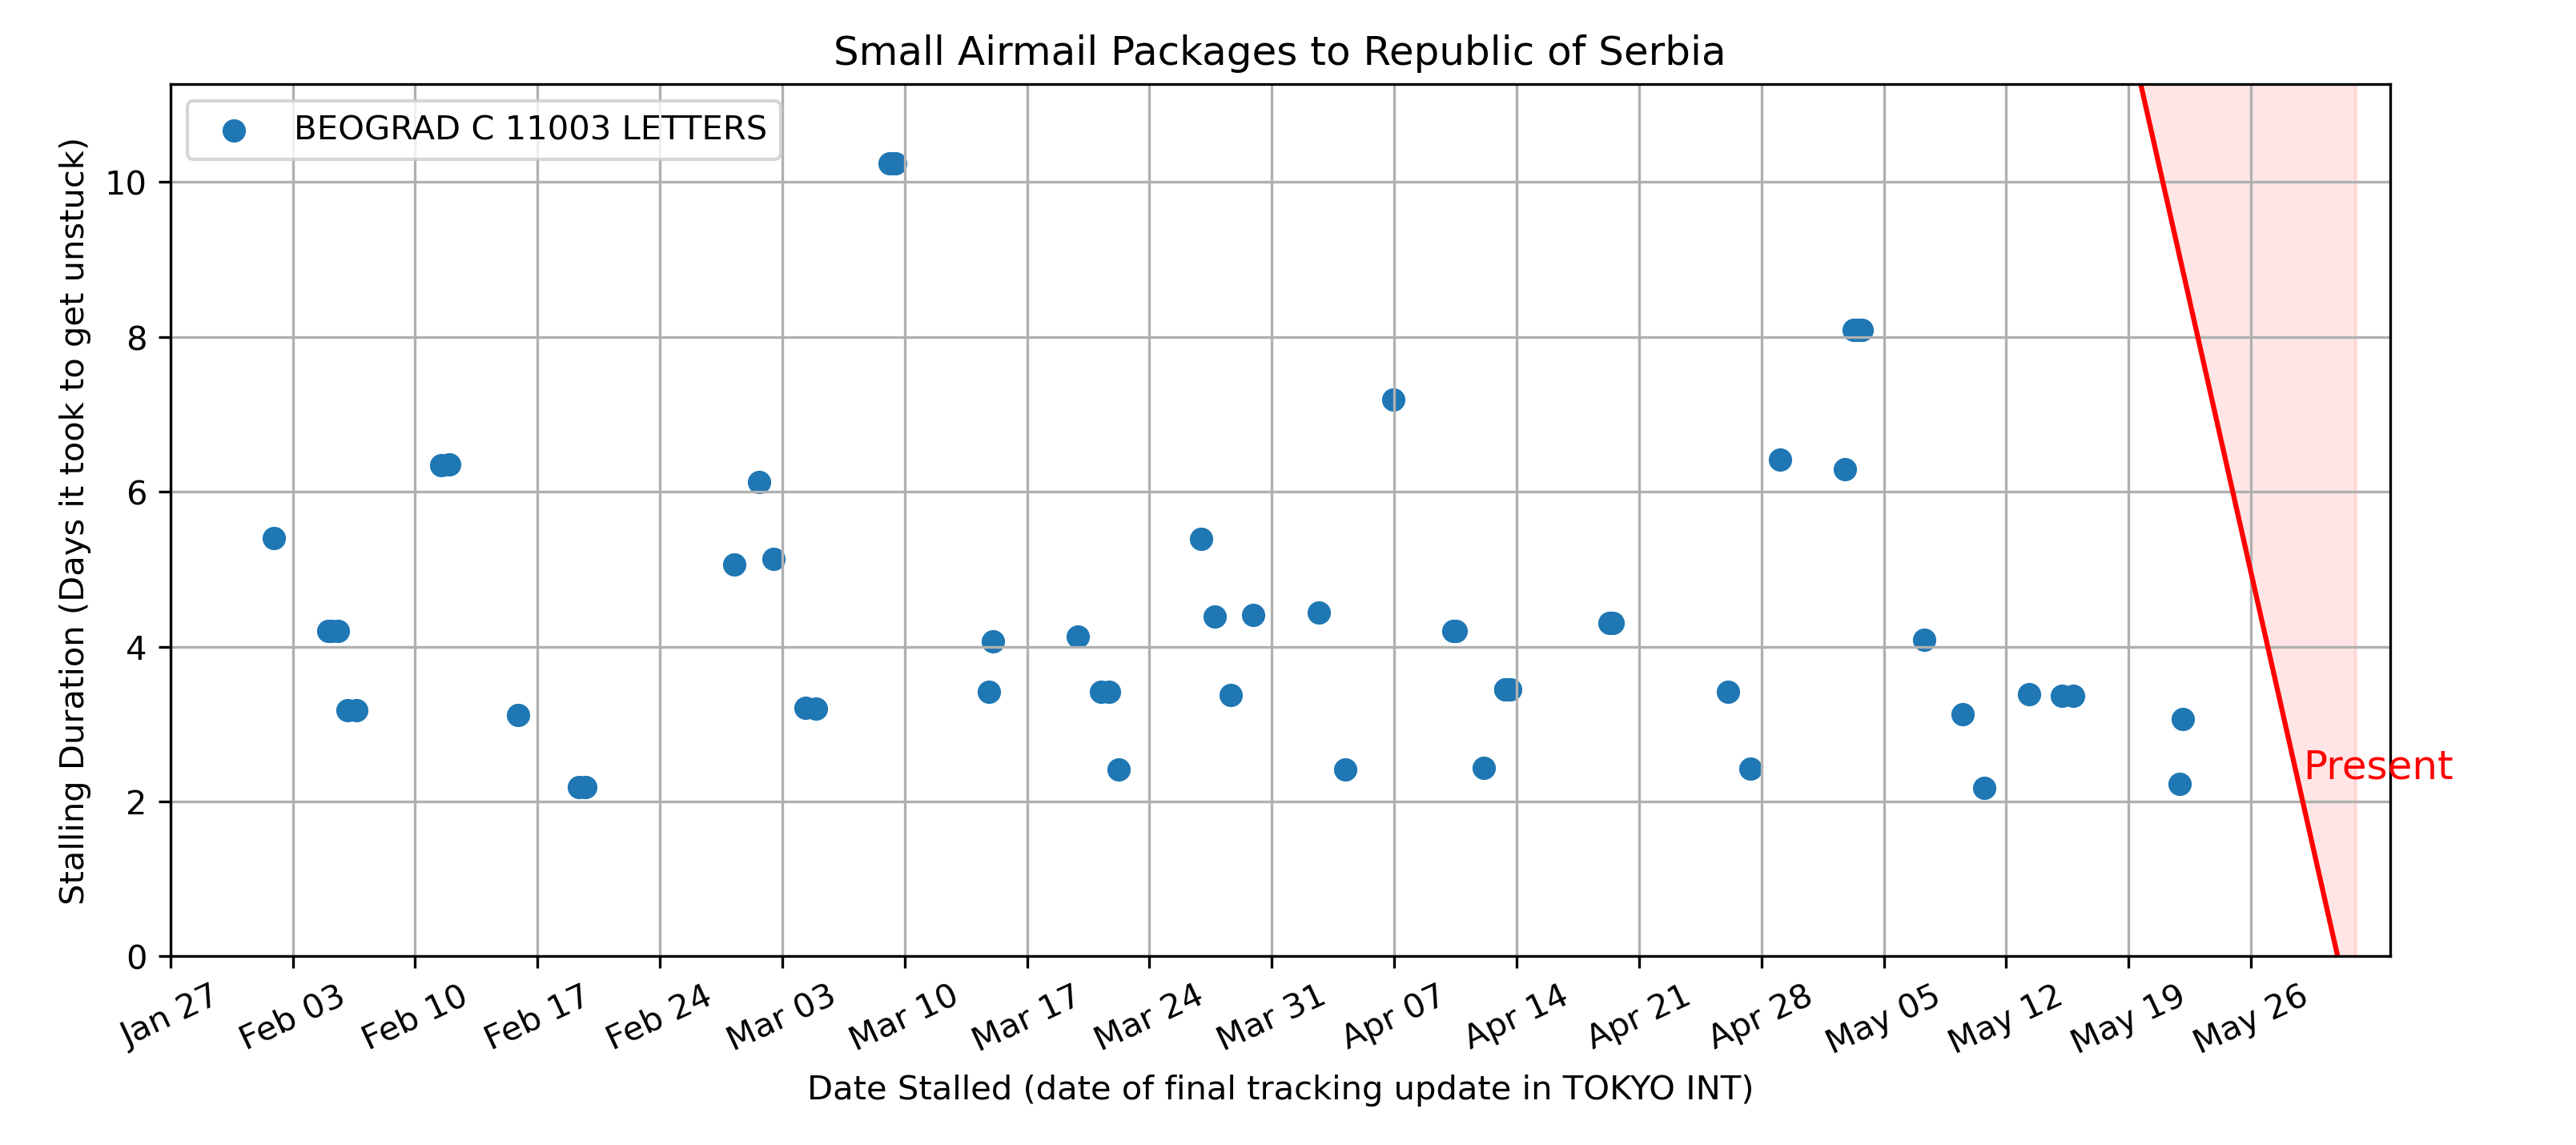 Small Airmail Packages to Republic of Serbia
BEOGRAD C 11003 LETTERS
Stalling Duration (Days it took to get unstuck)
10
8
6
4
2
0
Present
Jan 27
Feb 03
Feb 10
Feb 17
Feb 24
Mar 03
Mar 10
Mar 17
Mar 24
Mar 31
Apr 07
Apr 14
Apr 21
Apr 28
May 05
May 12
May 19
May 26
Date Stalled (date of final tracking update in TOKYO INT)